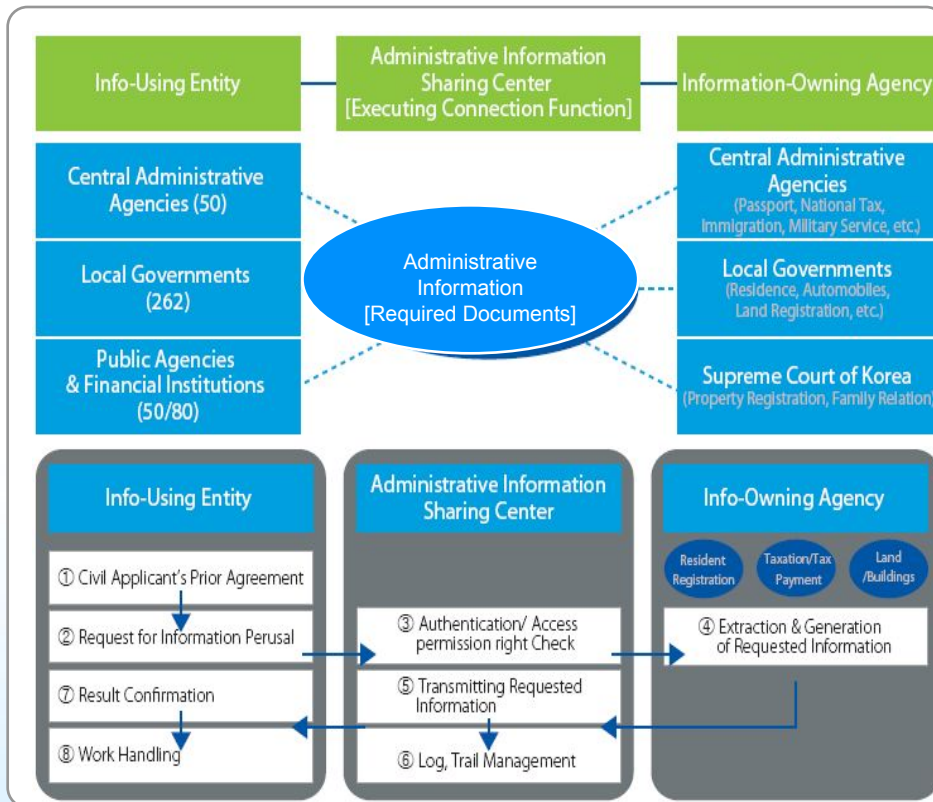 Info-Using Entity
Administrative Information
Sharing Center
[Executing Connection Function]
Information-Owning Agency
Central Administrative
Agencies (50)
Local Governments
(262)
Public Agencies
& Financial Institutions
(50/80)
Administrative
Information
[Required Documents]
Central Administrative
Agencies
(Passport, National Tax,
Immigration, Military Service, etc.)
Local Governments
(Residence, Automobiles,
Land Registration, etc.)
Supreme Court of Korea
(Property Registration, Family Relation)
Info-Using Entity
① Civil Applicant's Prior Agreement
② Request for Information Perusal
⑦ Result Confirmation
⑧ Work Handling
Administrative Information
Sharing Center
③ Authentication/ Access
permission right Check
⑤ Transmitting Requested
Information
⑥ Log, Trail Management
Info-Owning Agency
Resident
Registration
Taxation/Tax
Payment
Land
/Buildings
④ Extraction & Generation
of Requested Information